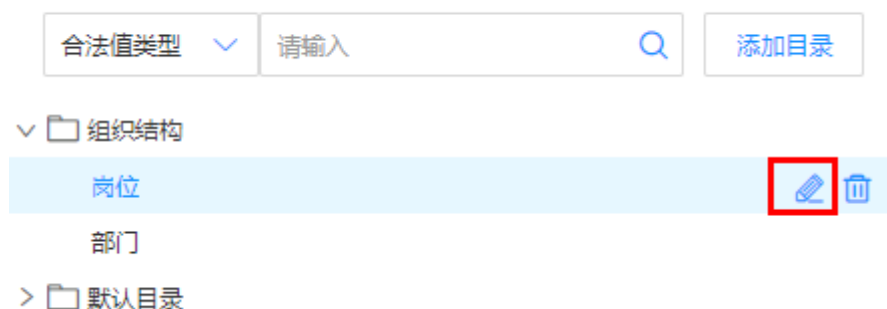 合法值类型 请输入 添加目录
组织结构
岗位
部门
默认目录